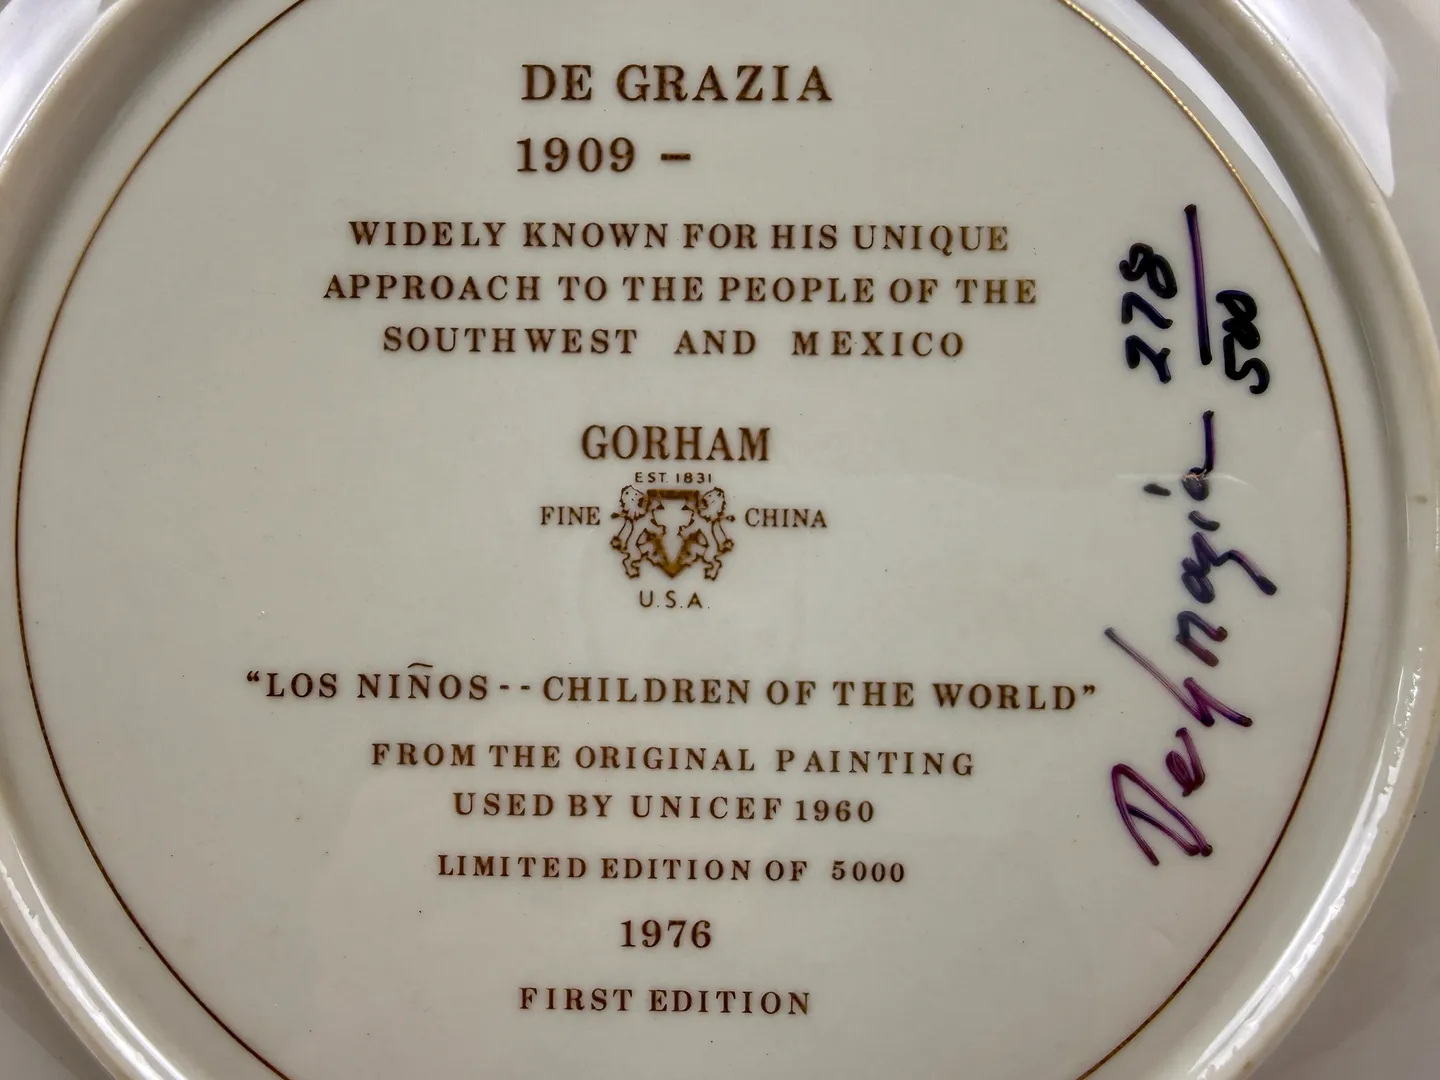 DE GRAZIA
1909 –
WIDELY KNOWN FOR HIS UNIQUE
APPROACH TO THE PEOPLE OF THE
SOUTHWEST AND MEXICO
GORHAM
EST. 1831
FINE CHINA
U.S.A.
“LOS NIÑOS--CHILDREN OF THE WORLD”
FROM THE ORIGINAL PAINTING
USED BY UNICEF 1960
LIMITED EDITION OF 5000
1976
FIRST EDITION
DeGrazia 278/500